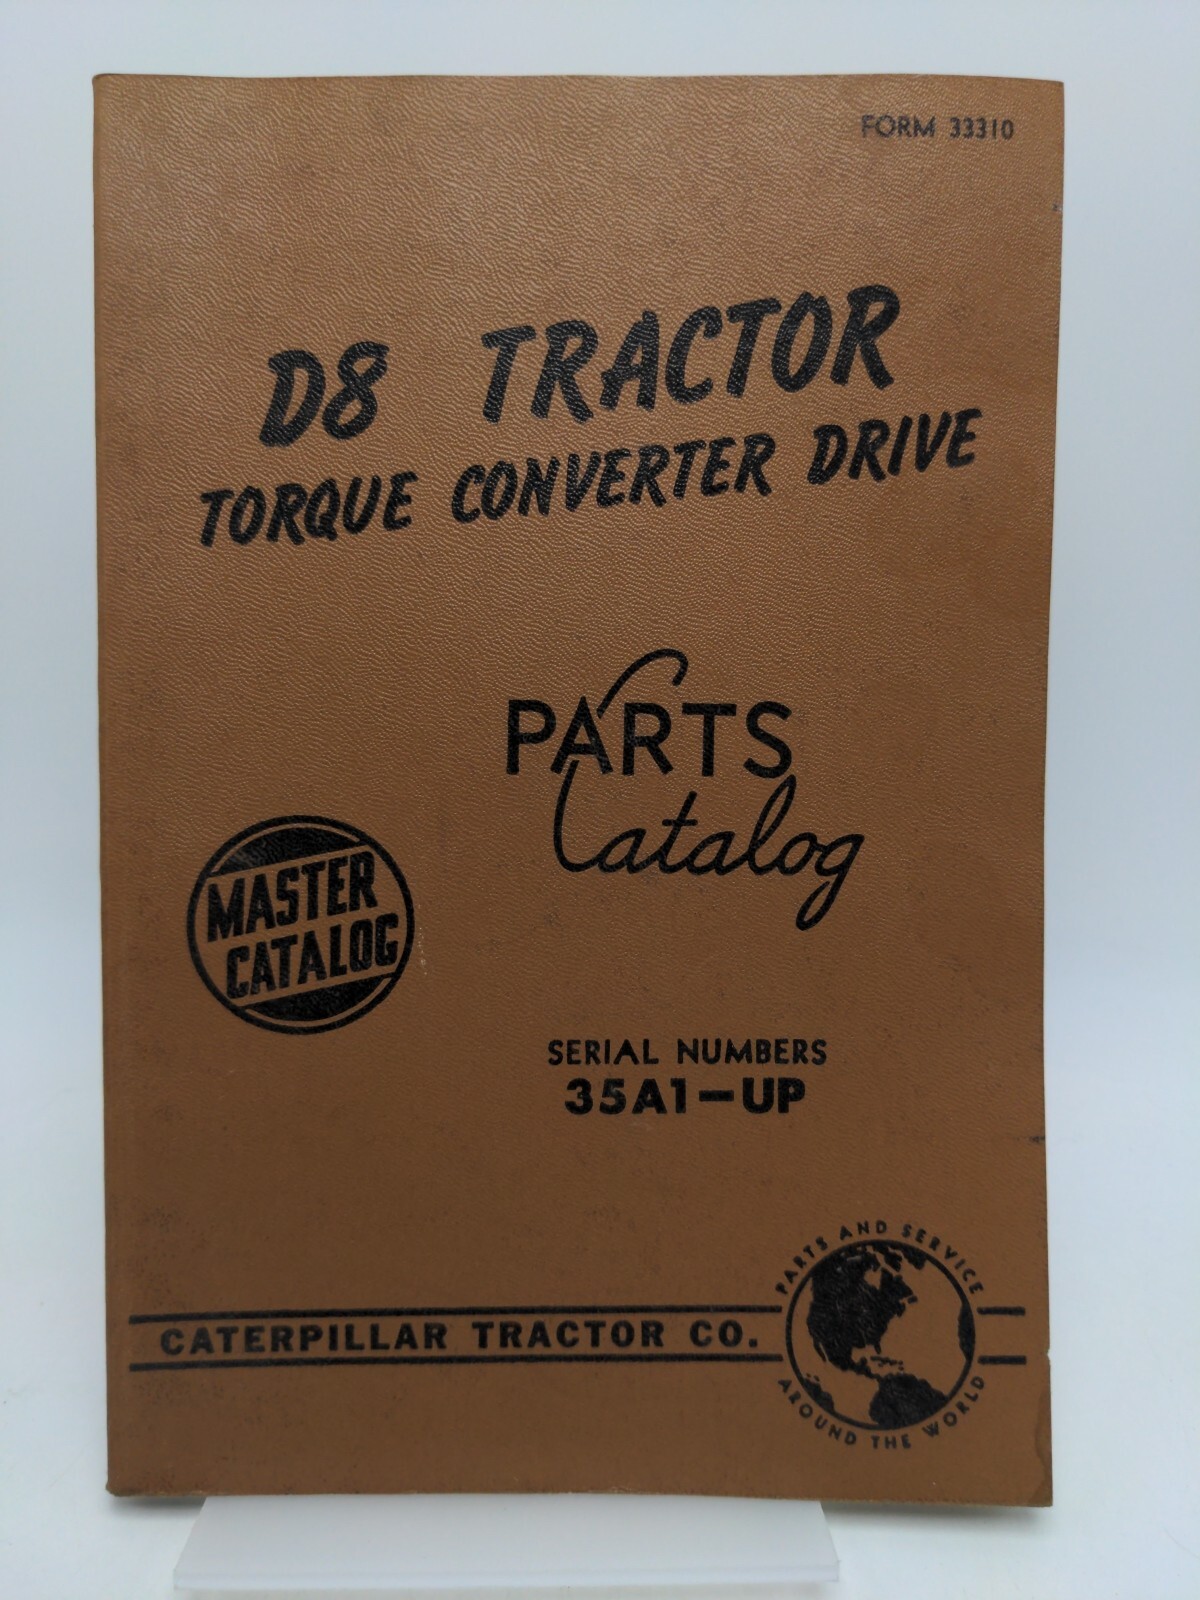 FORM 33310
D8 TRACTOR
TORQUE CONVERTER DRIVE
PARTS
Catalog
MASTER
CATALOG
SERIAL NUMBERS
35A1-UP
PARTS AND SERVICE
CATERPILLAR TRACTOR CO.
AROUND THE WORLD